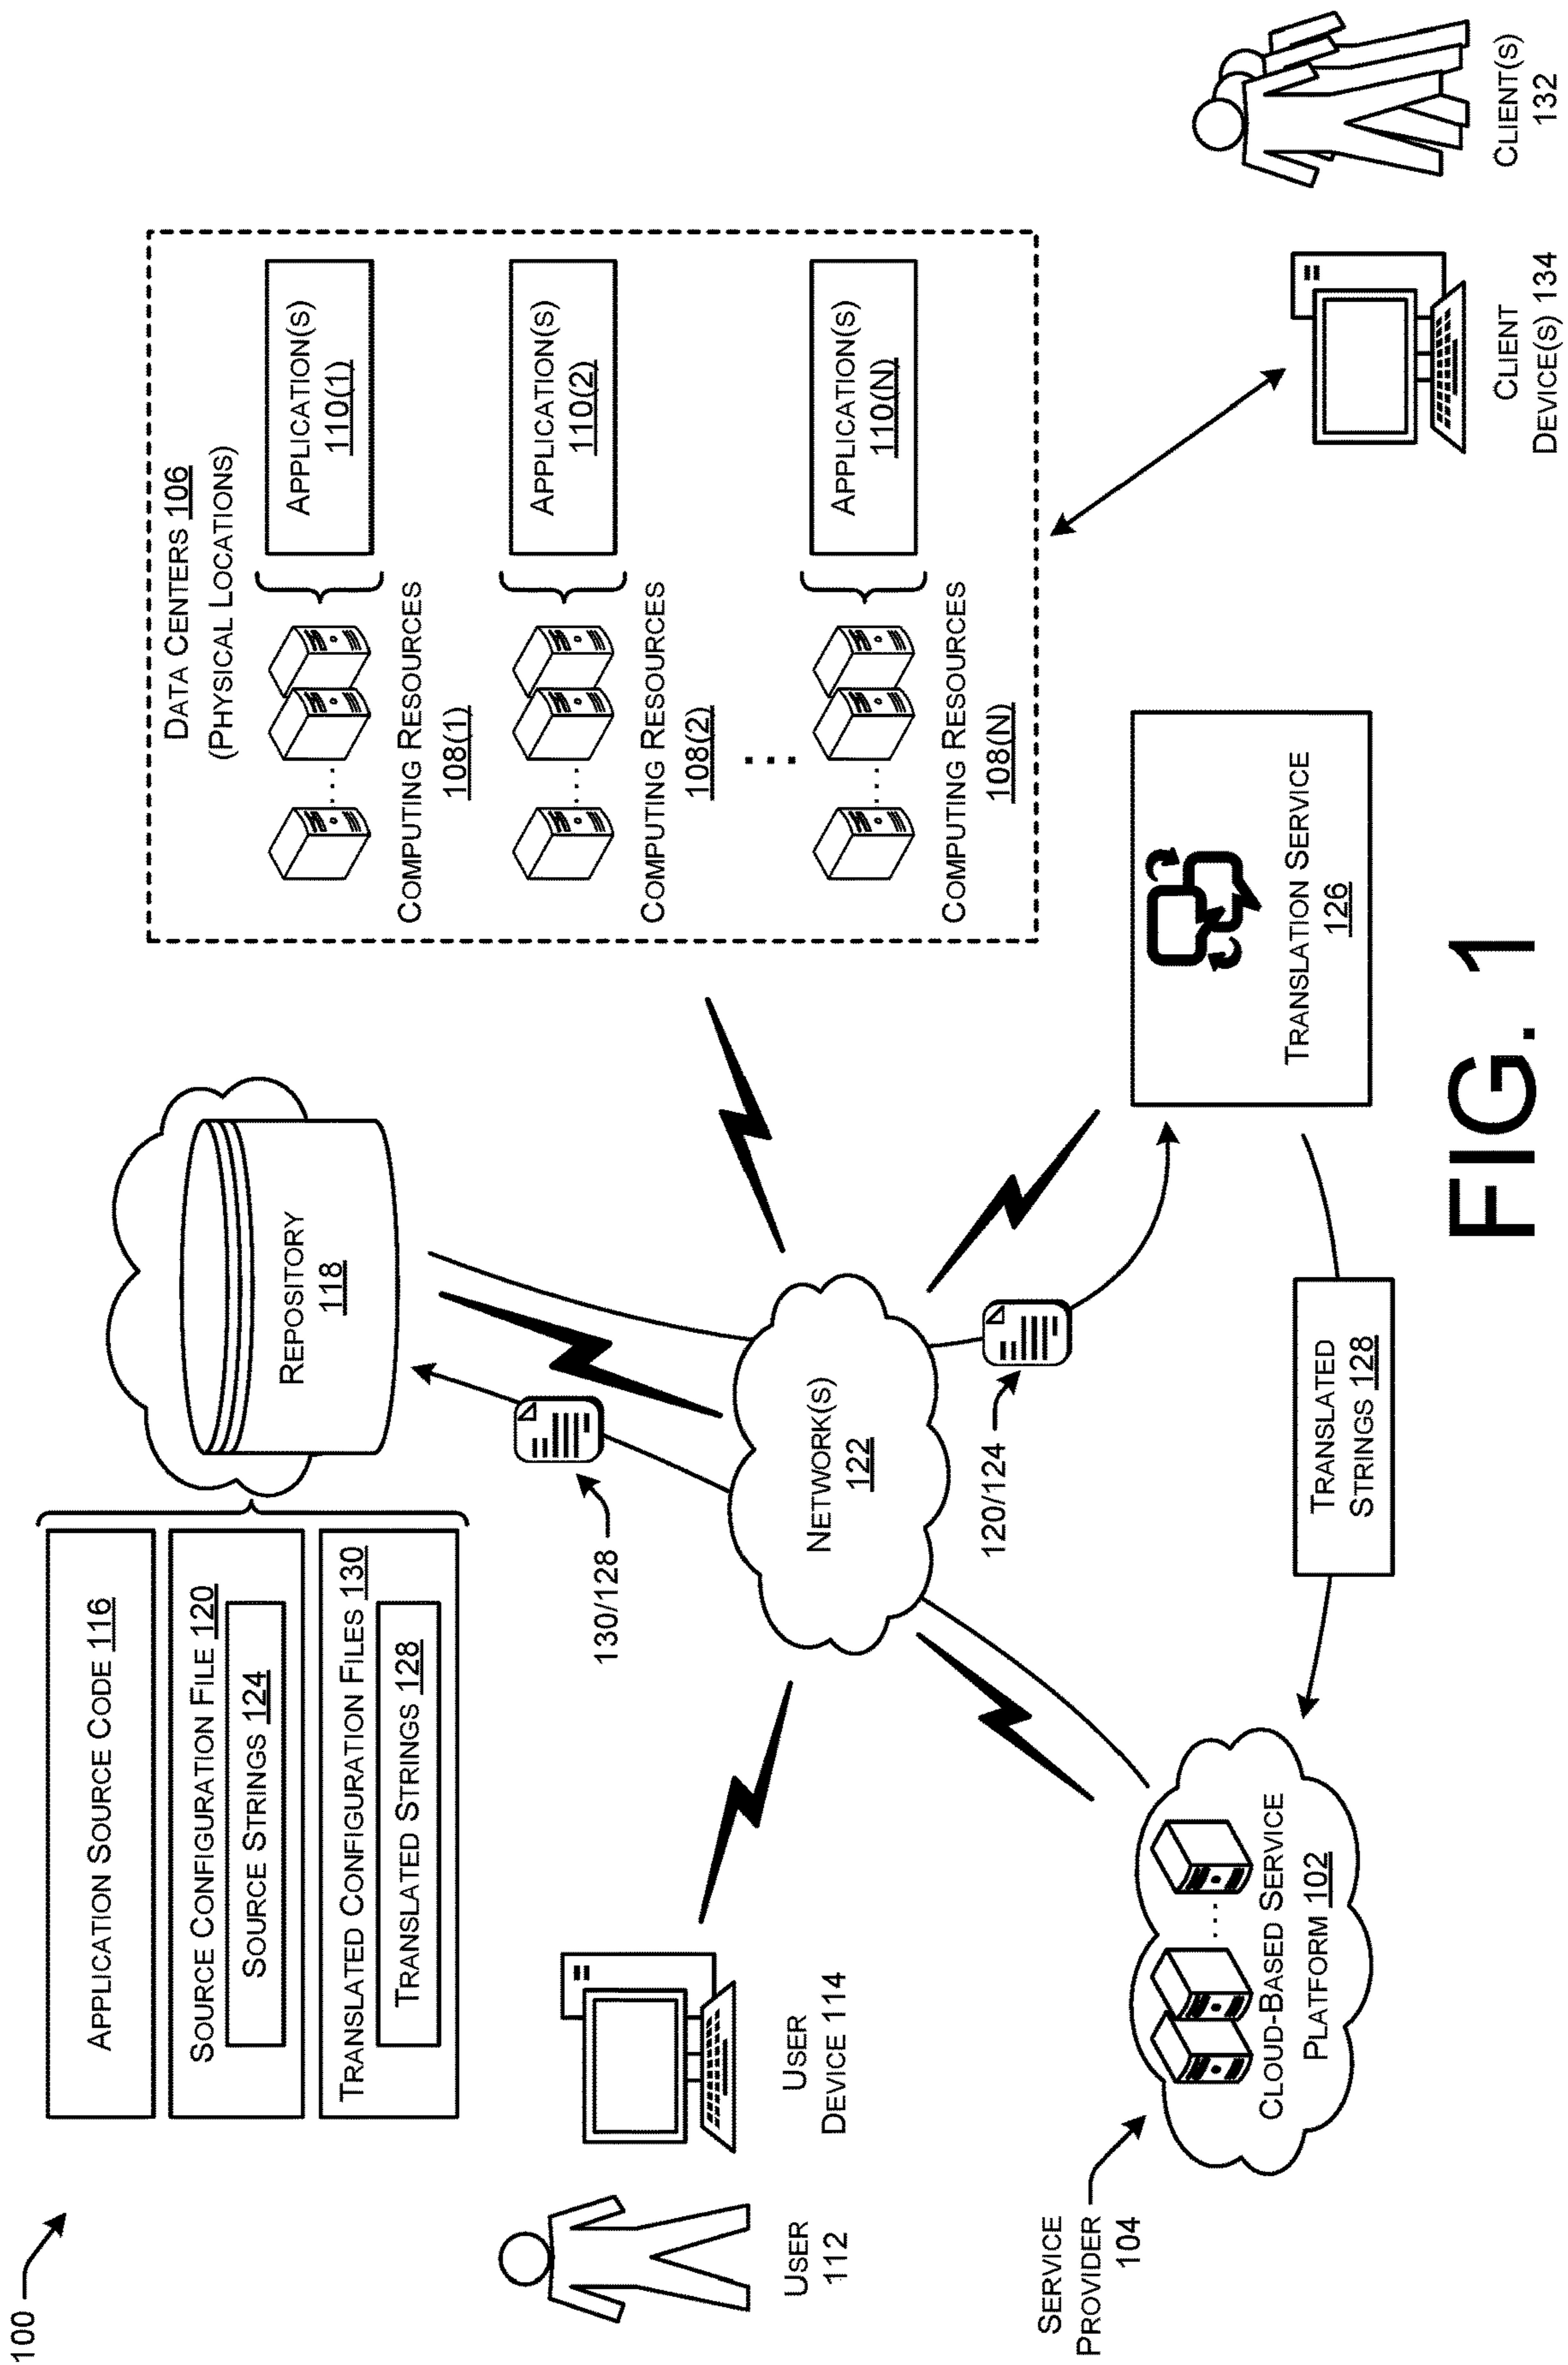 100
APPLICATION SOURCE CODE 116
SOURCE CONFIGURATION FILE 120
SOURCE STRINGS 124
TRANSLATED CONFIGURATION FILES 130
TRANSLATED STRINGS 128
REPOSITORY
118
DATA CENTERS 106
(PHYSICAL LOCATIONS)
APPLICATION(S)
110(1)
COMPUTING RESOURCES
108(1)
APPLICATION(S)
110(2)
COMPUTING RESOURCES
108(2)
APPLICATION(S)
110(N)
COMPUTING RESOURCES
108(N)
USER
112
USER
DEVICE 114
130/128
NETWORK(S)
122
120/124
SERVICE
PROVIDER
104
CLOUD-BASED SERVICE
PLATFORM 102
TRANSLATED
STRINGS 128
TRANSLATION SERVICE
126
CLIENT
DEVICE(S) 134
CLIENT(S)
132
FIG. 1